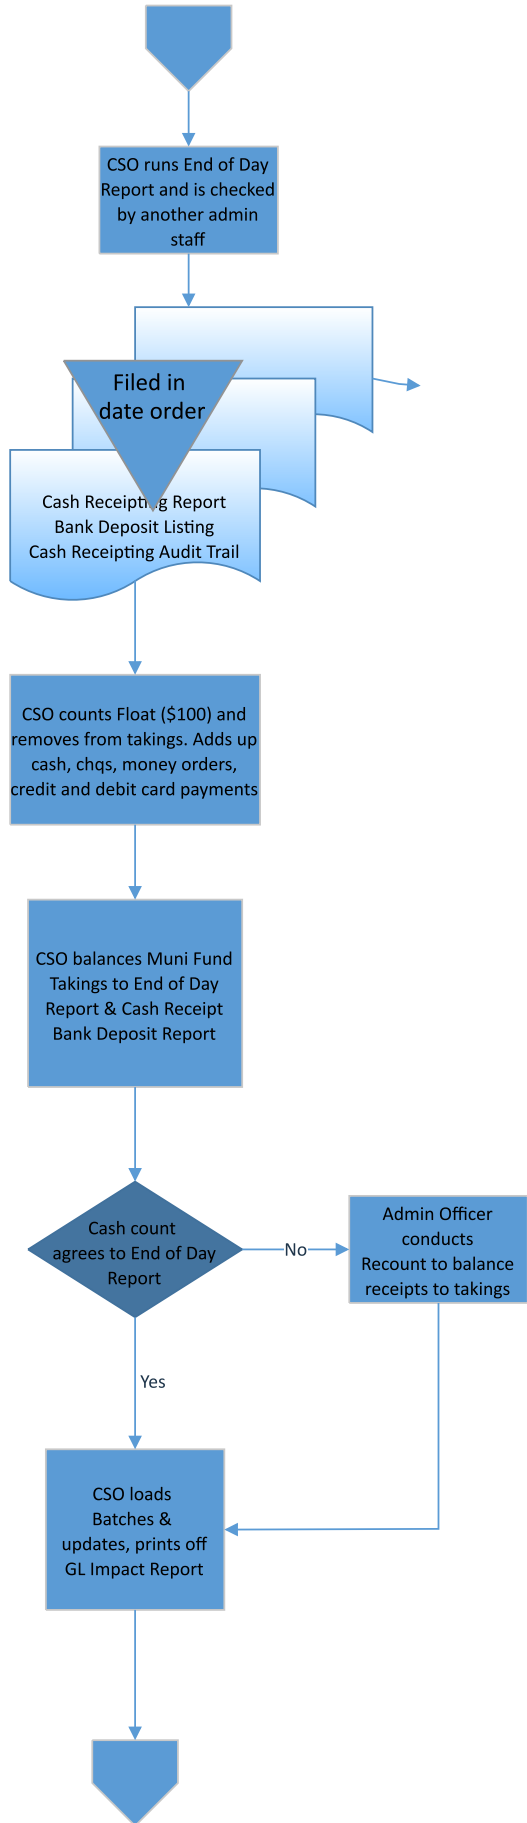 CSO runs End of Day
Report and is checked
by another admin
staff
Filed in
date order
Cash Receipting Report
Bank Deposit Listing
Cash Receipting Audit Trail
CSO counts Float ($100) and
removes from takings. Adds up
cash, chqs, money orders,
credit and debit card payments
CSO balances Muni Fund
Takings to End of Day
Report & Cash Receipt
Bank Deposit Report
Cash count
agrees to End of Day
Report
No
Admin Officer
conducts
Recount to balance
receipts to takings
Yes
CSO loads
Batches &
updates, prints off
GL Impact Report